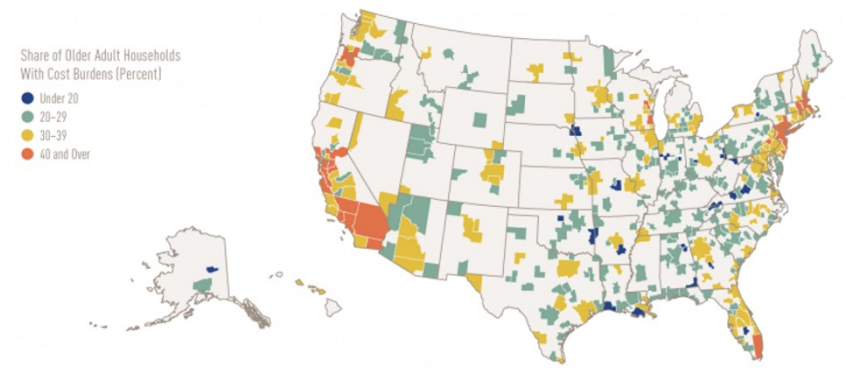 Share of Older Adult Households
With Cost Burdens (Percent)
Under 20
20–29
30–39
40 and Over